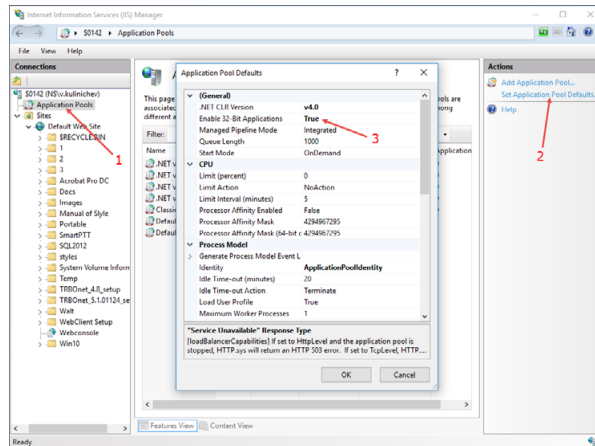 Internet Information Services (IIS) Manager
S0142 ▸ Application Pools
File View Help
Connections
S0142 (NS\v.kulinichev)
Application Pools
Sites
Default Web Site
$RECYCLE.BIN
1
2
3
Acrobat Pro DC
Docs
Images
Manual of Style
Portable
SmartPTT
SQL2012
styles
System Volume Inform
Temp
TRBOnet_4.8_setup
TRBOnet_5.1.01124_se
Walt
WebClient Setup
Webconsole
Win10
1
A
This page
associated
different a
ools are
ong
Filter:
Name
Application
.NET v
.NET v
.NET v
.NET v
Classic
Defaul
Defaul
Application Pool Defaults
(General)
.NET CLR Version v4.0
Enable 32-Bit Applications True
Managed Pipeline Mode Integrated
Queue Length 1000
Start Mode OnDemand
3
CPU
Limit (percent) 0
Limit Action NoAction
Limit Interval (minutes) 5
Processor Affinity Enabled False
Processor Affinity Mask 4294967295
Processor Affinity Mask (64-bit c 4294967295
Process Model
Generate Process Model Event L
Identity ApplicationPoolIdentity
Idle Time-out (minutes) 20
Idle Time-out Action Terminate
Load User Profile True
Maximum Worker Processes 1
"Service Unavailable" Response Type
[loadBalancerCapabilities] If set to HttpLevel and the application pool is
stopped, HTTP.sys will return an HTTP 503 error. If set to TcpLevel, HTTP....
OK Cancel
Actions
Add Application Pool...
Set Application Pool Defaults...
Help
2
Features View Content View
Ready